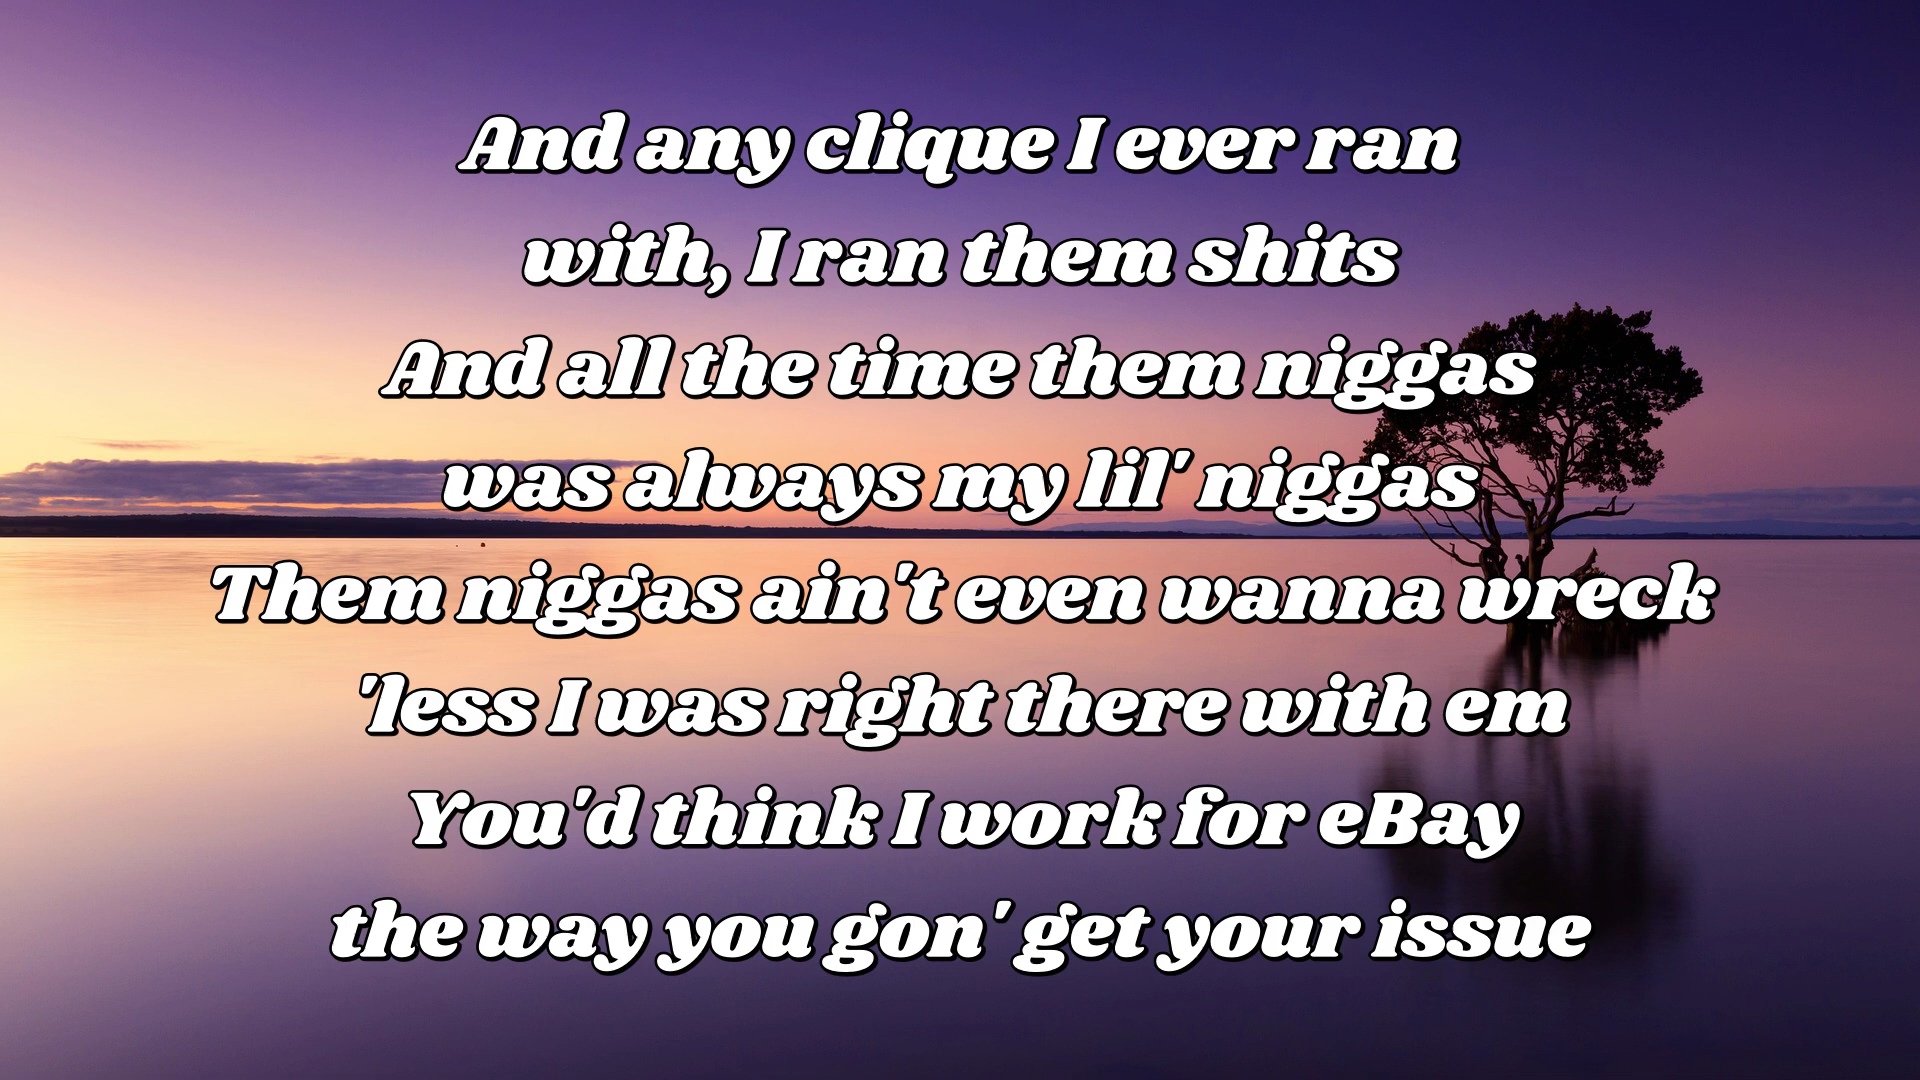 And any clique I ever ran
with, I ran them shits
And all the time them niggas
was always my lil' niggas
Them niggas ain't even wanna wreck
'less I was right there with em
You'd think I work for eBay
the way you gon' get your issue